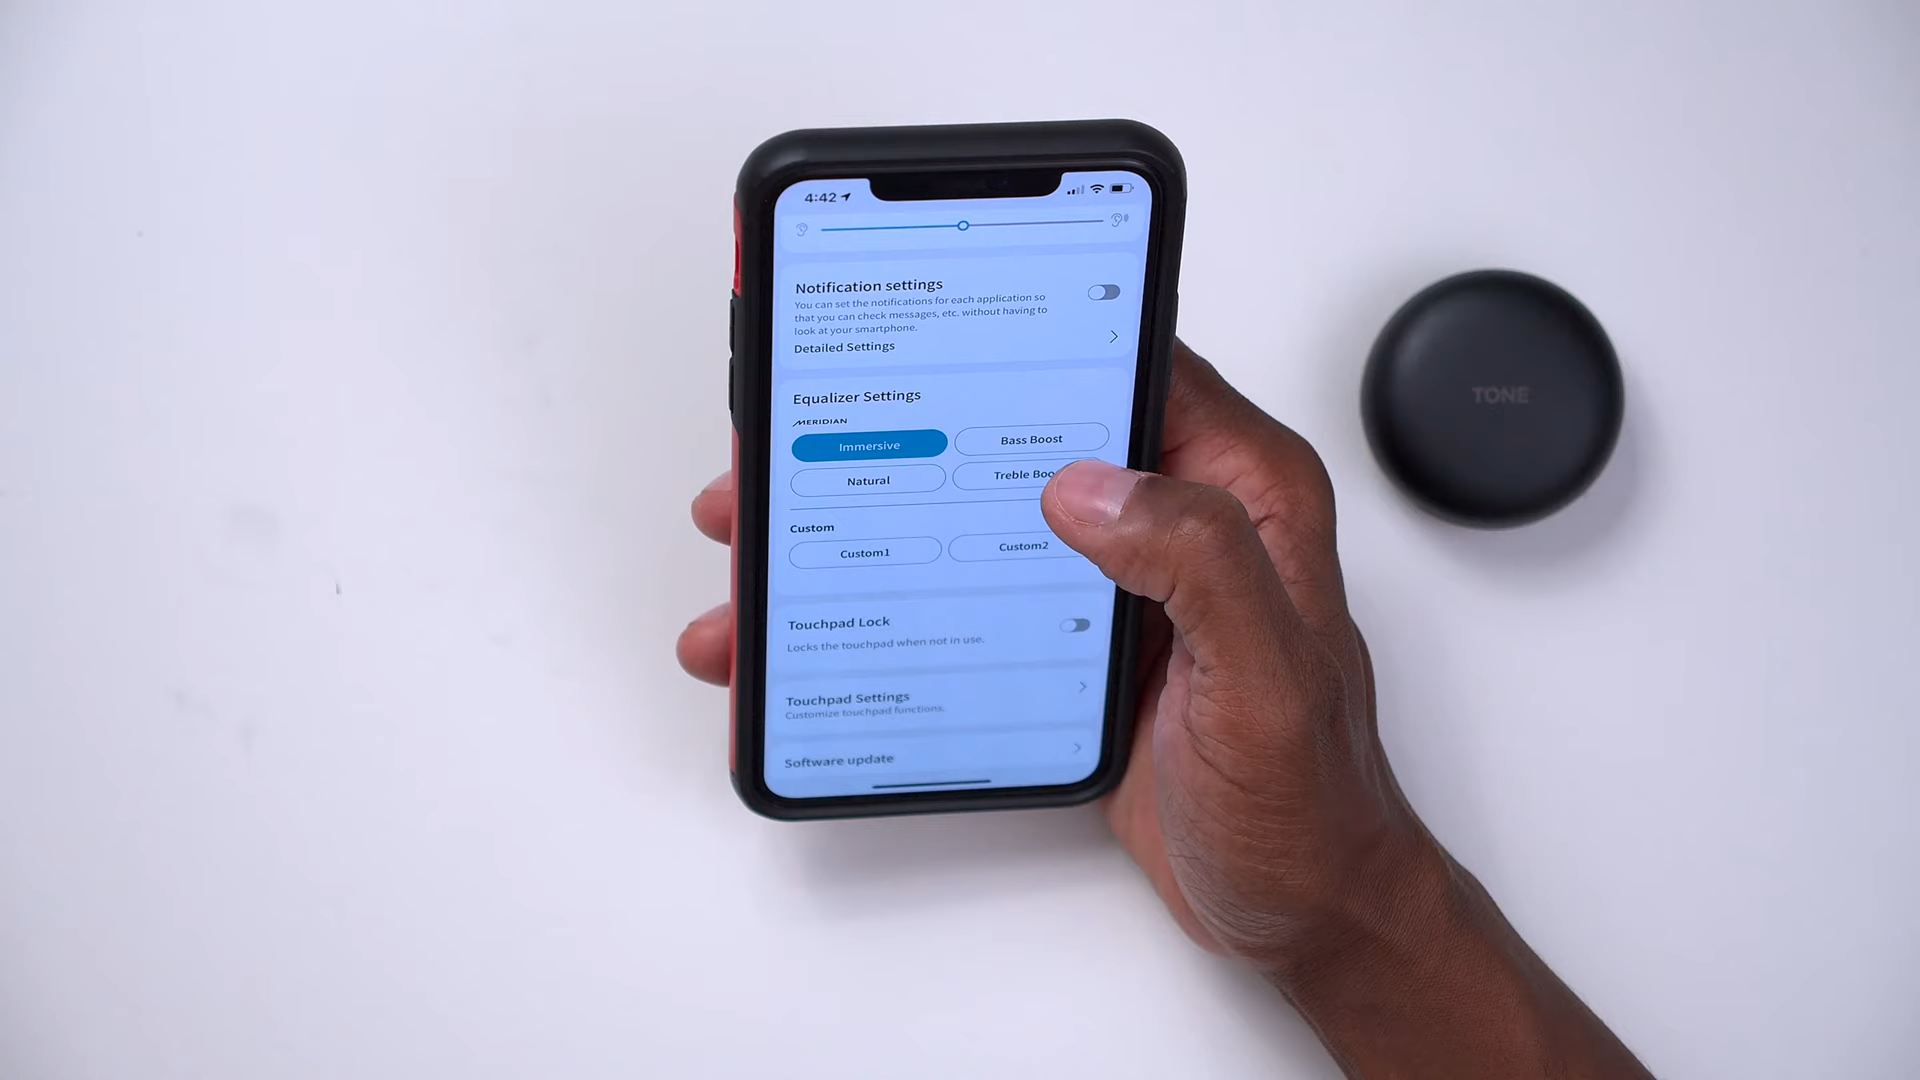 4:42
Notification settings
You can set the notifications for each application so
that you can check messages, etc. without having to
look at your smartphone.
Detailed Settings
Equalizer Settings
MERIDIAN
Immersive
Bass Boost
Natural
Treble
Custom
Custom1
Custom2
Touchpad Lock
Locks the touchpad when not in use.
Touchpad Settings
Customize touchpad functions.
Software update
TONE